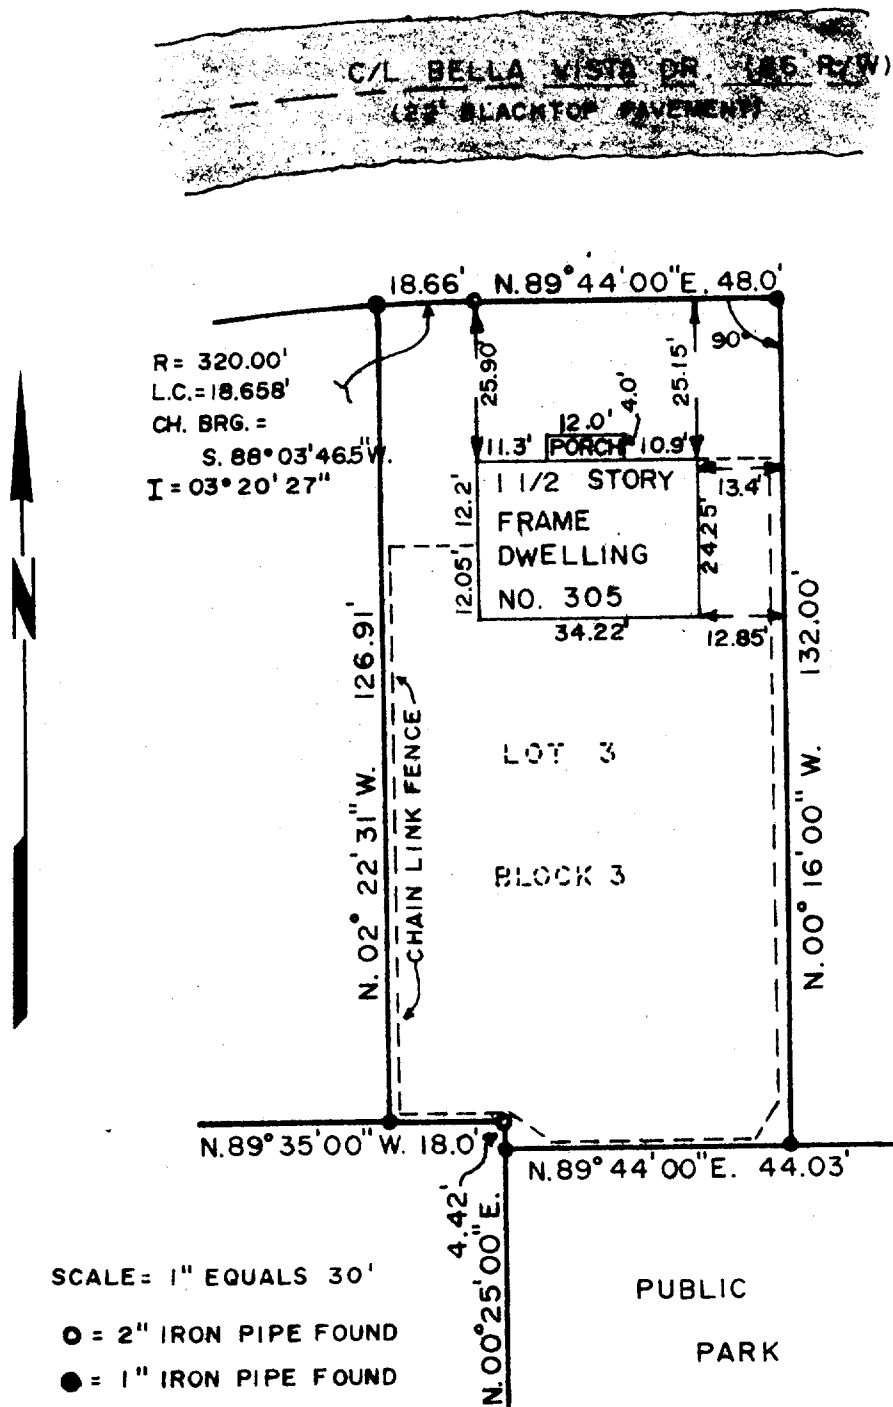 C/L BELLA VISTA DR. (66' R/W)
(22' BLACKTOP PAVEMENT)
18.66'
N. 89° 44' 00" E. 48.0'
R = 320.00'
L.C. = 18.658'
CH. BRG. =
S. 88° 03' 46.5" W.
I = 03° 20' 27"
25.90'
25.15'
90°
12.0'
4.0'
11.3'
PORCH
10.9'
13.4'
12.2'
12.05'
1 1/2 STORY
FRAME
DWELLING
NO. 305
24.25'
34.22'
12.85'
N. 02° 22' 31" W. 126.91'
CHAIN LINK FENCE
N. 00° 16' 00" W. 132.00'
LOT 3
BLOCK 3
N
N. 89° 35' 00" W. 18.0'
4.42'
N. 00° 25' 00" E.
N. 89° 44' 00" E. 44.03'
SCALE = 1" EQUALS 30'
= 2" IRON PIPE FOUND
= 1" IRON PIPE FOUND
PUBLIC
PARK